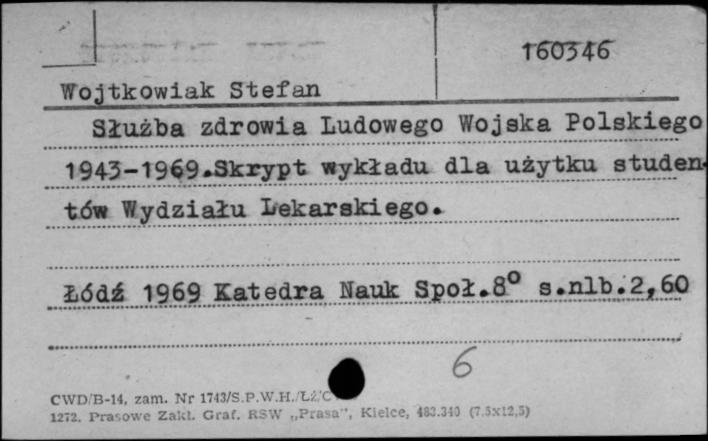 160346
Wojtkowiak Stefan
Służba zdrowia Ludowego Wojska Polskiego
1943-1969.Skrypt wykładu dla użytku studen-
tów Wydziału Lekarskiego.
Łódź 1969 Katedra Nauk Społ.8° s.nlb.2,60
6
CWD/B-14, zam. Nr 1743/S.P.W.H./ŁŻ/C
1272. Prasowe Zakł. Graf. RSW „Prasa”, Kielce, 483.340 (7.5x12,5)